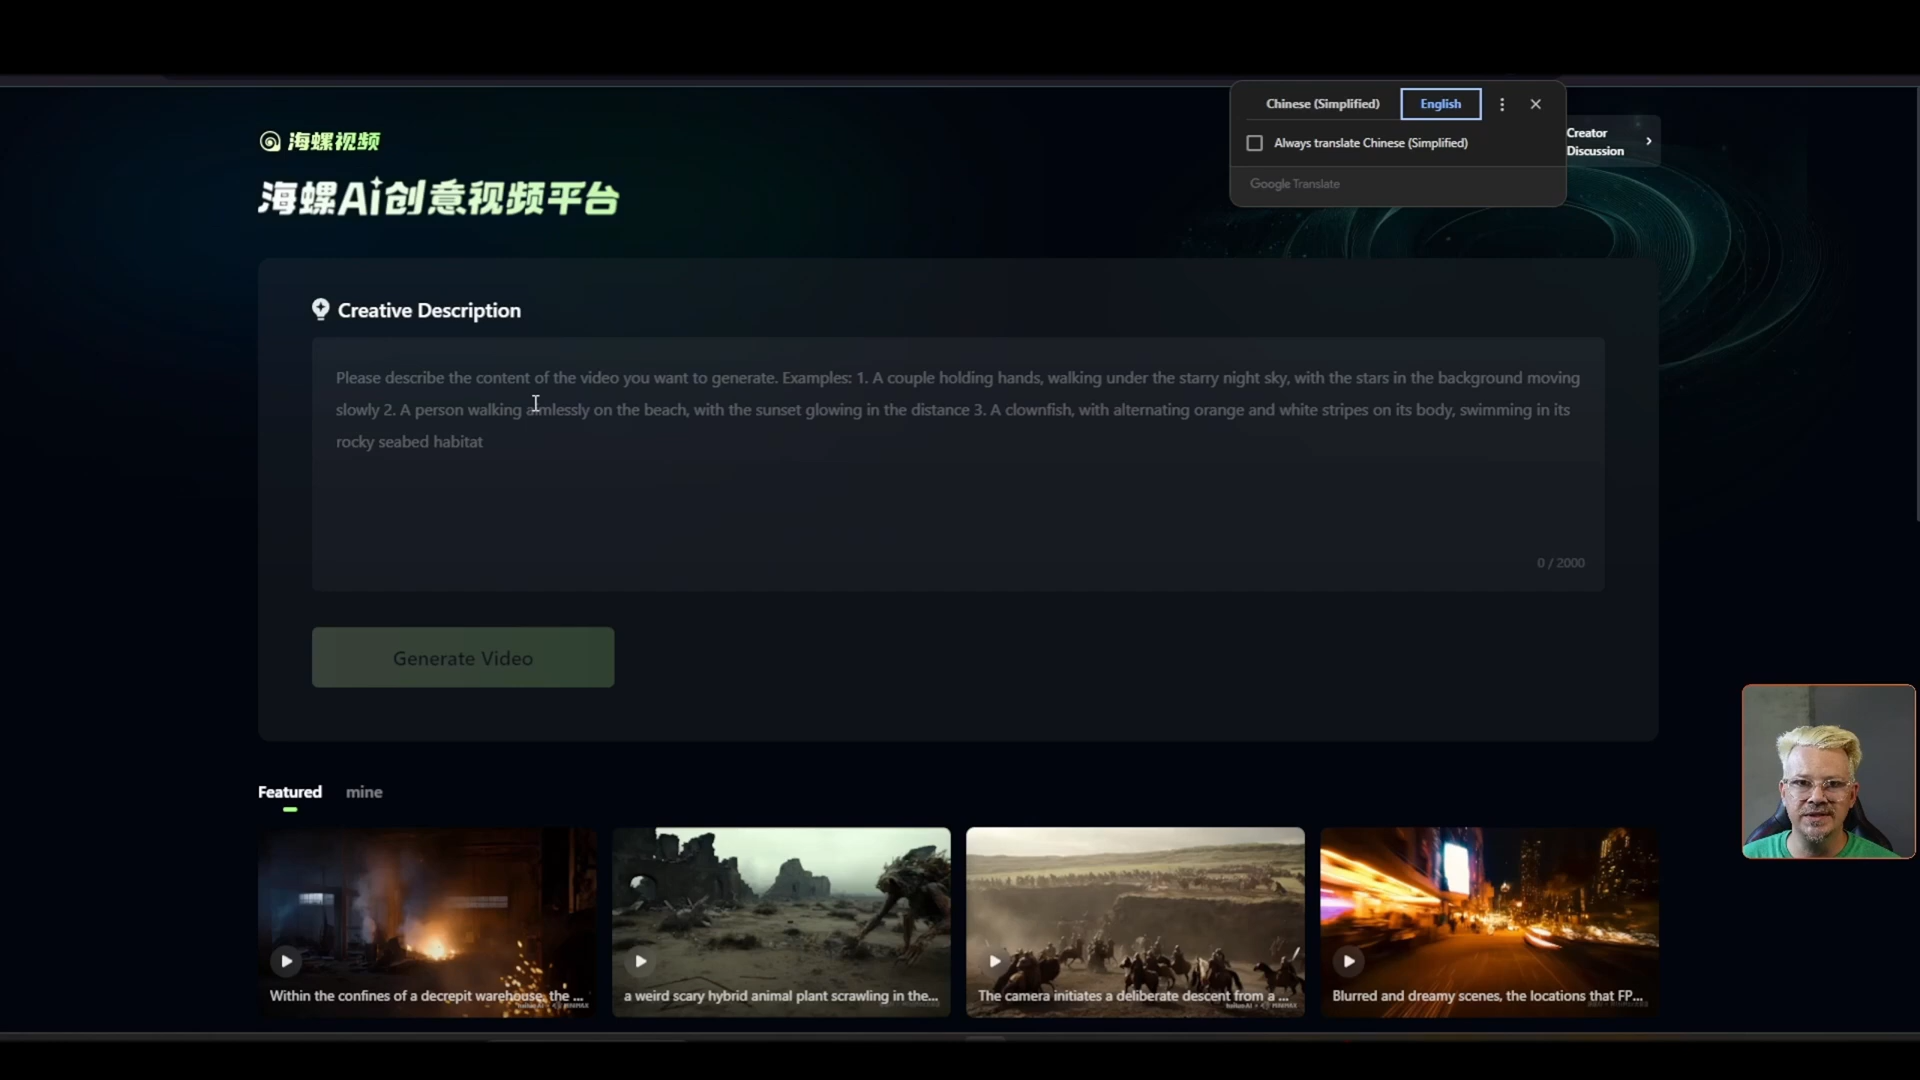 海螺视频
海螺Ai创意视频平台
Chinese (Simplified)
English
Always translate Chinese (Simplified)
Google Translate
Creator
Discussion
Creative Description
Please describe the content of the video you want to generate. Examples: 1. A couple holding hands, walking under the starry night sky, with the stars in the background moving
slowly 2. A person walking aimlessly on the beach, with the sunset glowing in the distance 3. A clownfish, with alternating orange and white stripes on its body, swimming in its
rocky seabed habitat
0 / 2000
Generate Video
Featured
mine
Within the confines of a decrepit warehouse, the ...
a weird scary hybrid animal plant scrawling in the...
The camera initiates a deliberate descent from a ...
Blurred and dreamy scenes, the locations that FP...